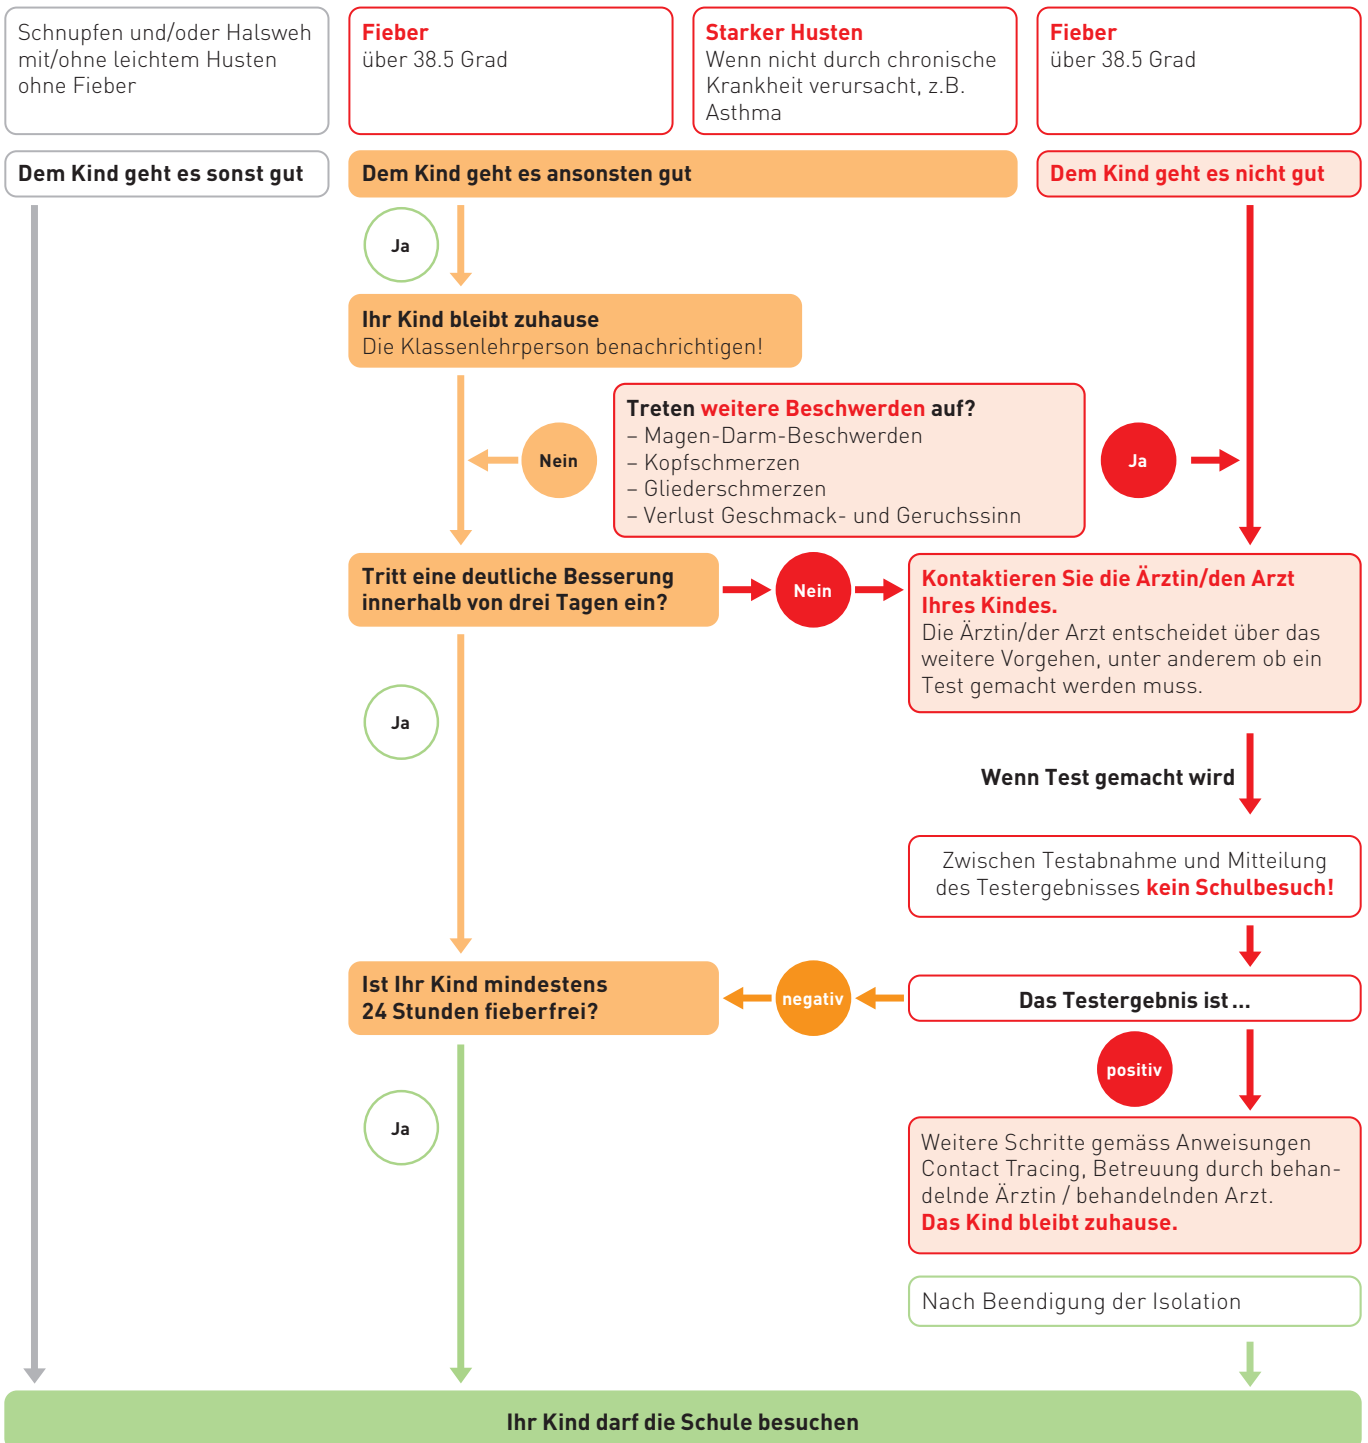 Schnupfen und/oder Halsweh
mit/ohne leichtem Husten
ohne Fieber
Fieber
über 38.5 Grad
Starker Husten
Wenn nicht durch chronische
Krankheit verursacht, z.B.
Asthma
Fieber
über 38.5 Grad
Dem Kind geht es sonst gut
Dem Kind geht es ansonsten gut
Dem Kind geht es nicht gut
Ja
Ihr Kind bleibt zuhause
Die Klassenlehrperson benachrichtigen!
Treten weitere Beschwerden auf?
– Magen-Darm-Beschwerden
– Kopfschmerzen
– Gliederschmerzen
– Verlust Geschmack- und Geruchssinn
Nein
Ja
Tritt eine deutliche Besserung
innerhalb von drei Tagen ein?
Nein
Kontaktieren Sie die Ärztin/den Arzt
Ihres Kindes.
Die Ärztin/der Arzt entscheidet über das
weitere Vorgehen, unter anderem ob ein
Test gemacht werden muss.
Ja
Wenn Test gemacht wird
Zwischen Testabnahme und Mitteilung
des Testergebnisses kein Schulbesuch!
Ist Ihr Kind mindestens
24 Stunden fieberfrei?
negativ
Das Testergebnis ist ...
positiv
Ja
Weitere Schritte gemäss Anweisungen
Contact Tracing, Betreuung durch behan-
delnde Ärztin / behandelnden Arzt.
Das Kind bleibt zuhause.
Nach Beendigung der Isolation
Ihr Kind darf die Schule besuchen